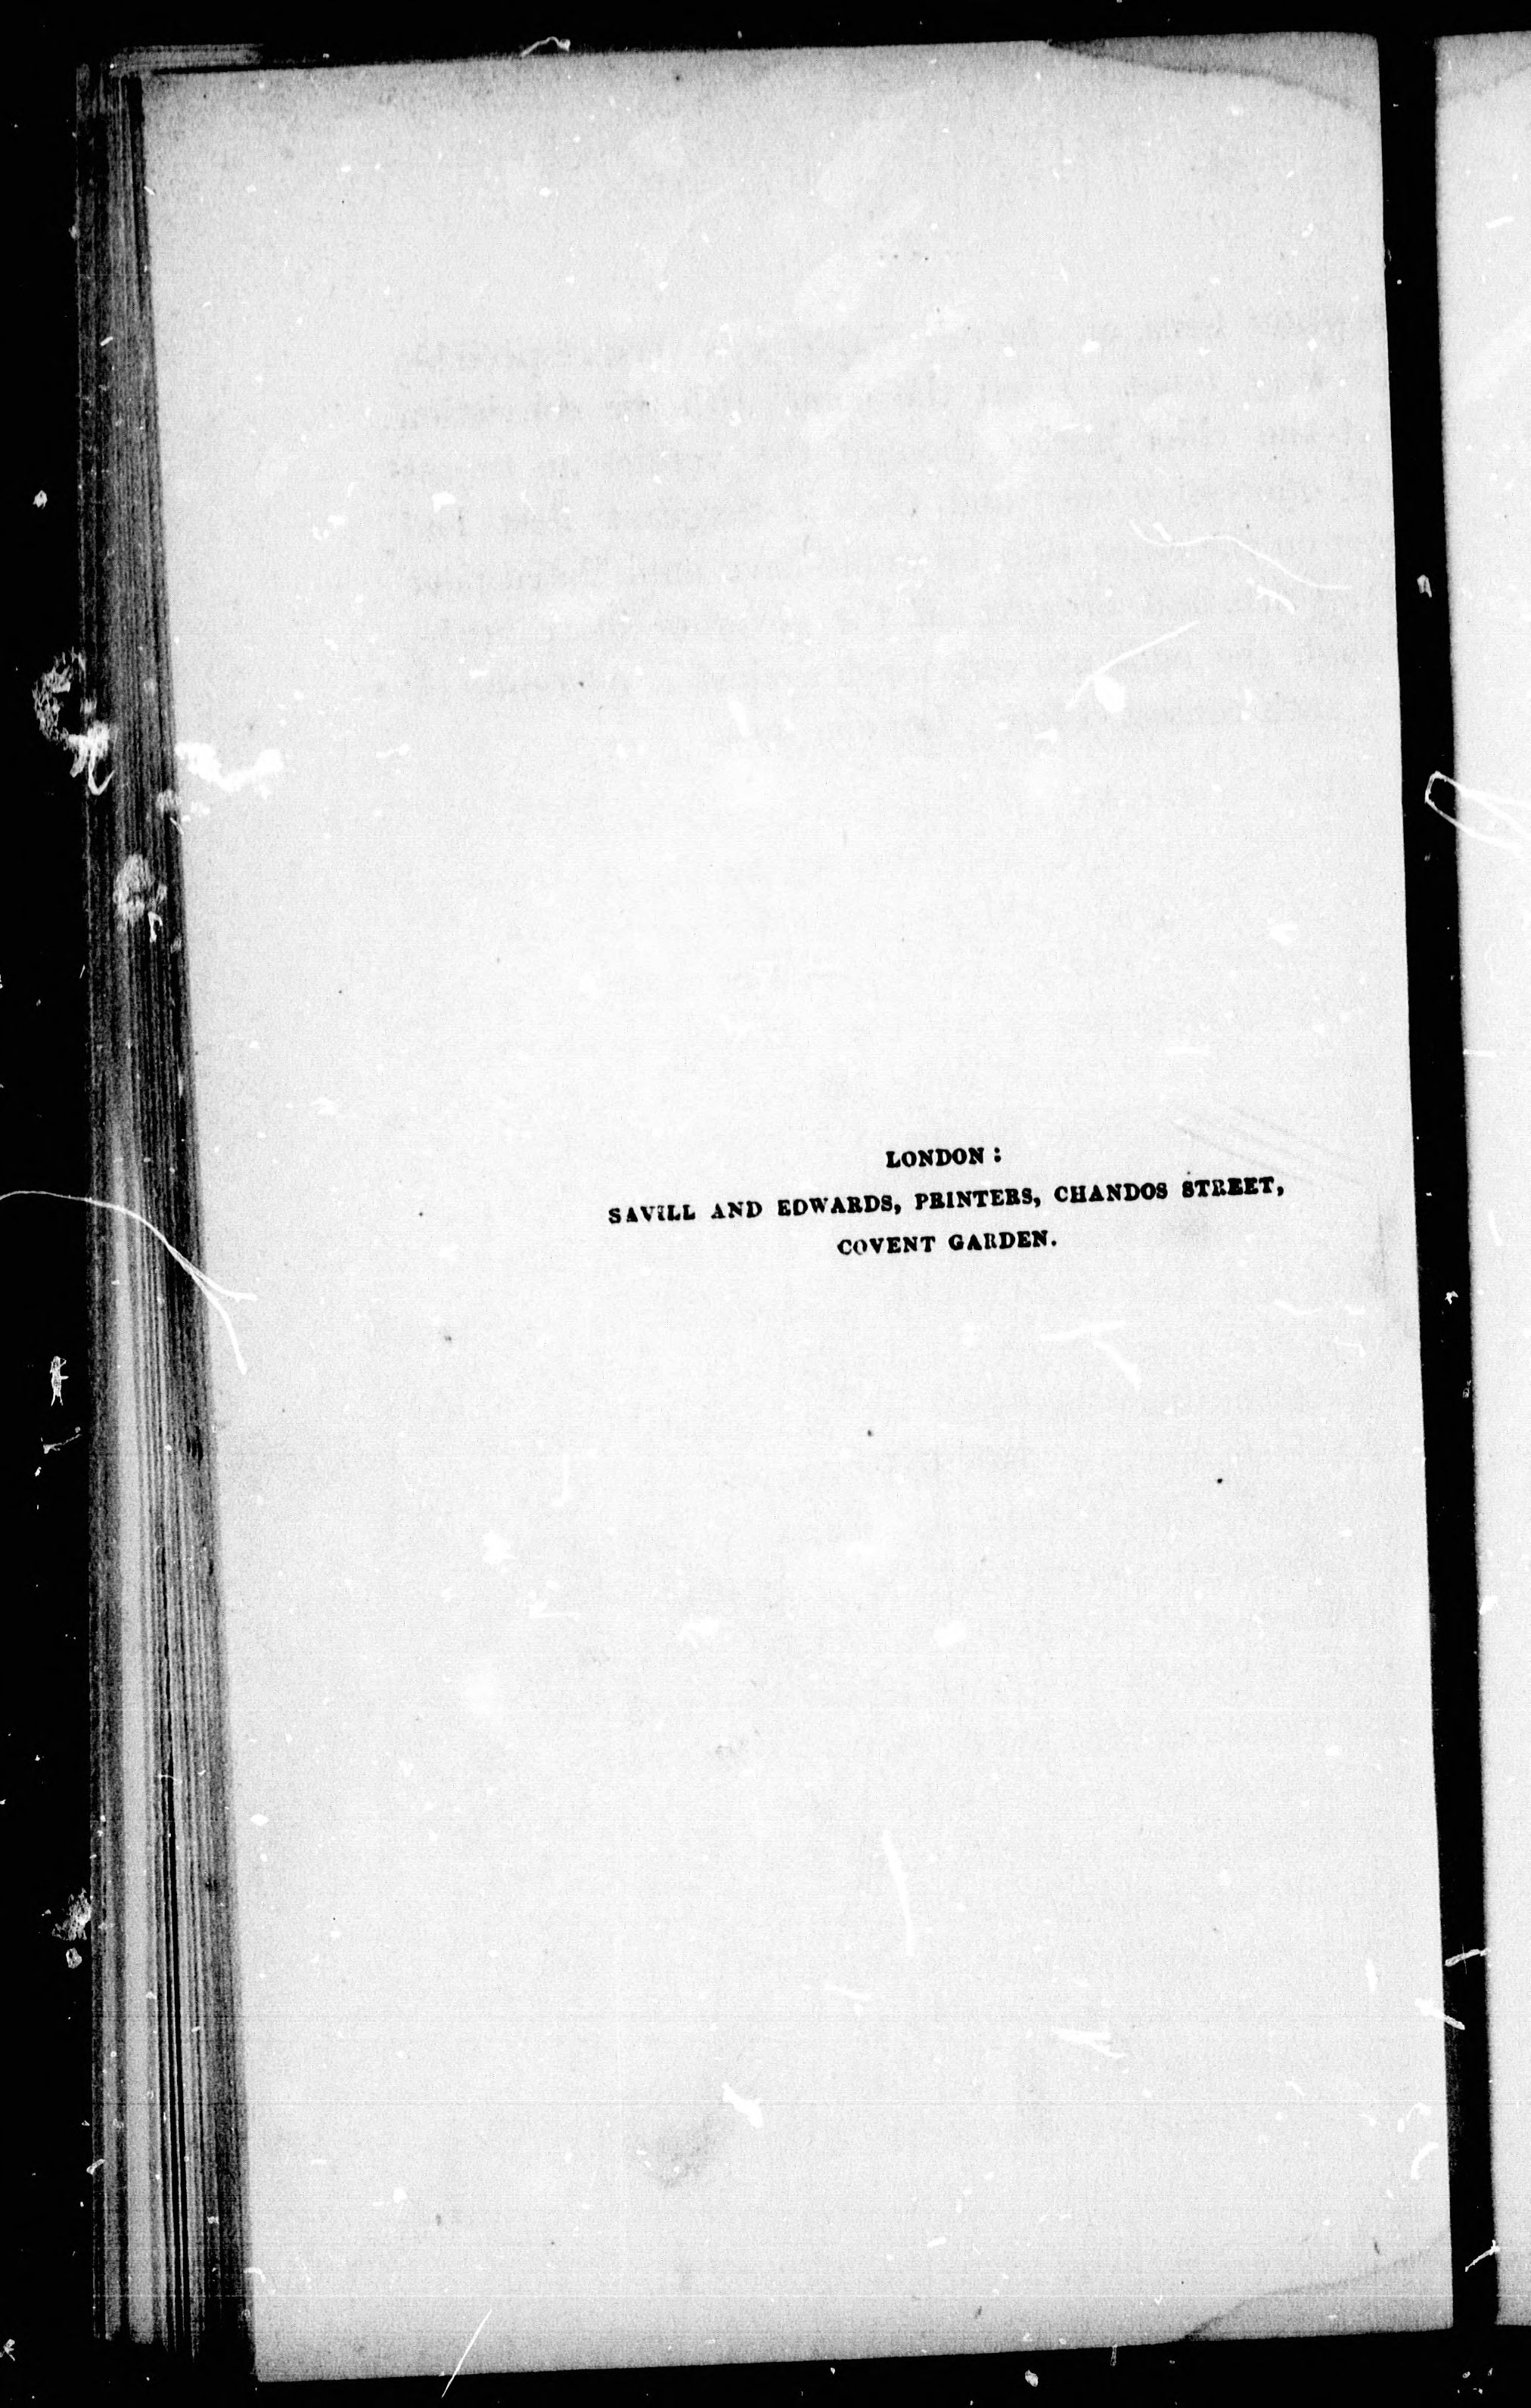 LONDON:
SAVILL AND EDWARDS, PRINTERS, CHANDOS STREET,
COVENT GARDEN.